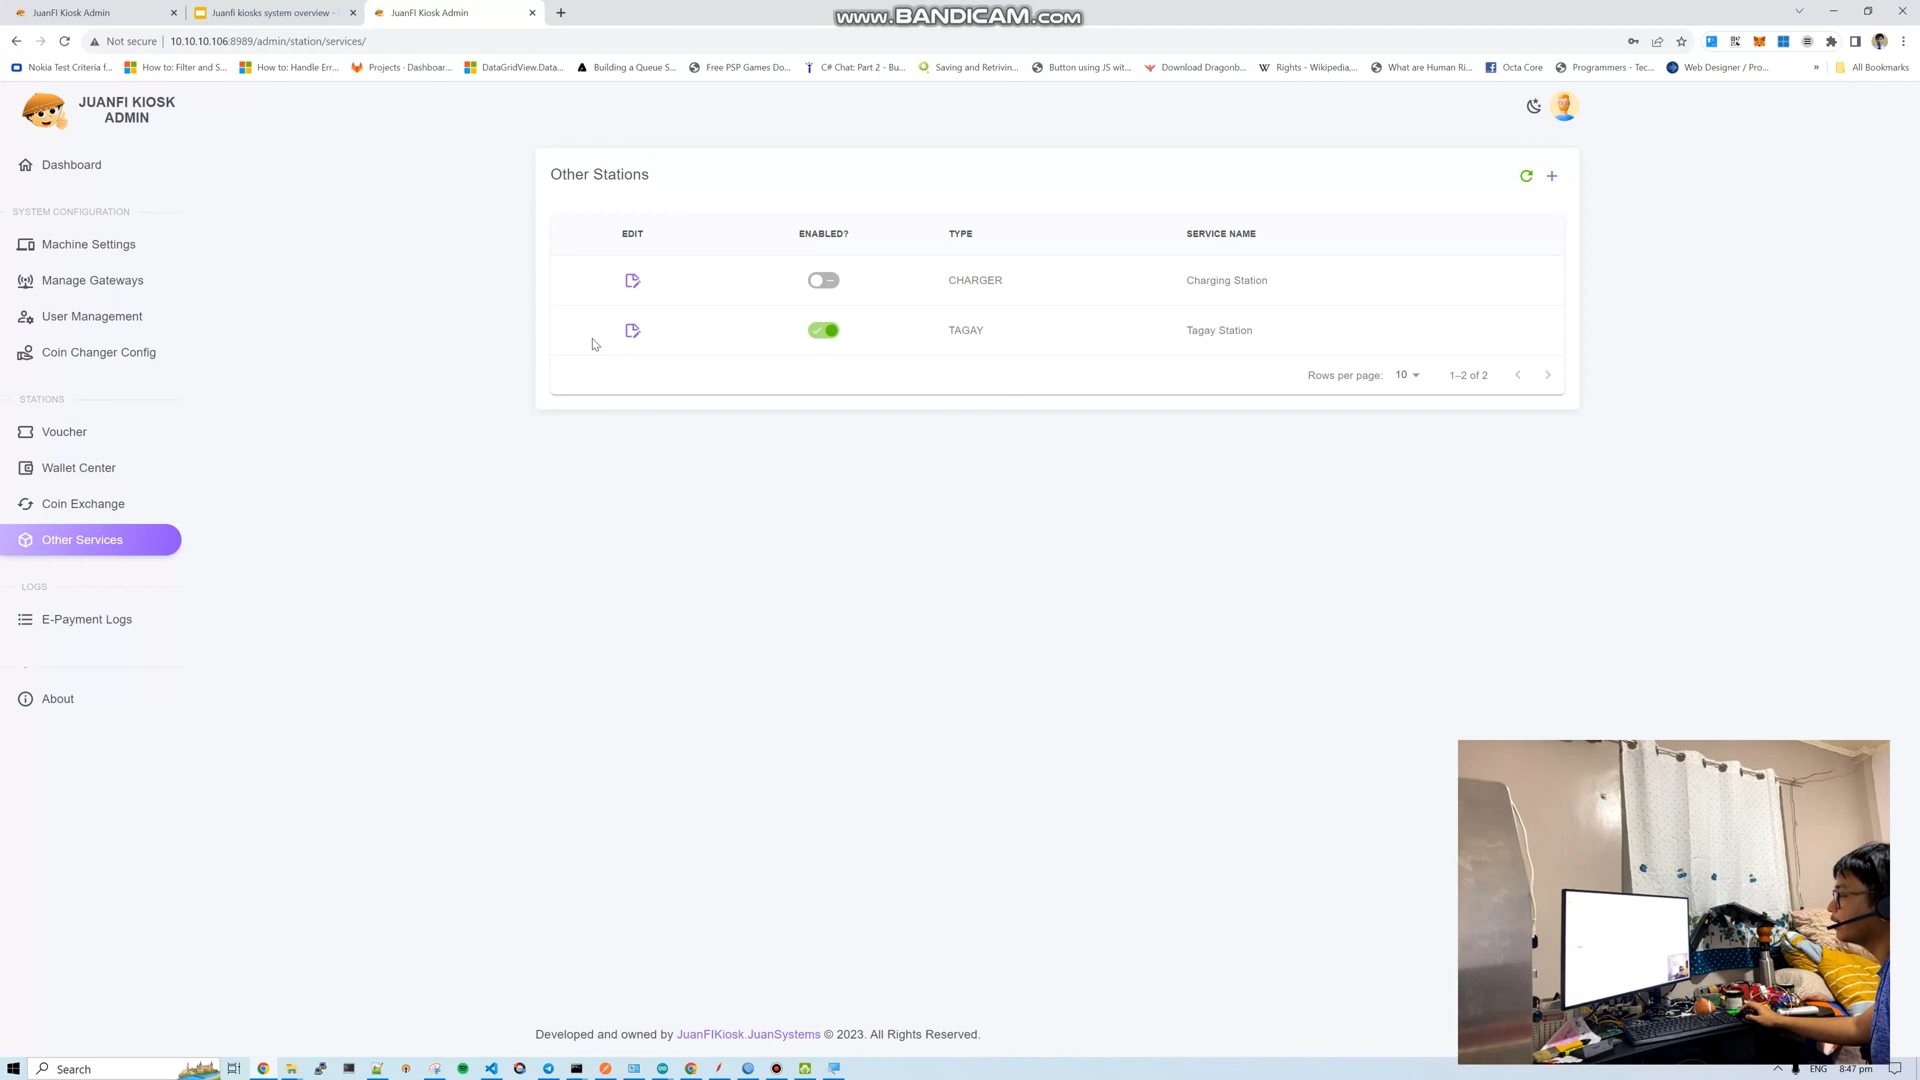 JuanFI Kiosk Admin
Juanfi kiosks system overview -
JuanFI Kiosk Admin
www.BANDICAM.com
Not secure
10.10.10.106:8989/admin/station/services/
Nokia Test Criteria f...
How to: Filter and S...
How to: Handle Err...
Projects · Dashboar...
DataGridView.Data...
Building a Queue S...
Free PSP Games Do...
C# Chat: Part 2 - Bu...
Saving and Retrivin...
Button using JS wit...
Download Dragonb...
Rights - Wikipedia,...
What are Human Ri...
Octa Core
Programmers - Tec...
Web Designer / Pro...
»
All Bookmarks
JUANFI KIOSK
ADMIN
Dashboard
SYSTEM CONFIGURATION
Machine Settings
Manage Gateways
User Management
Coin Changer Config
STATIONS
Voucher
Wallet Center
Coin Exchange
Other Services
LOGS
E-Payment Logs
About
Other Stations
EDIT
ENABLED?
TYPE
SERVICE NAME
CHARGER
Charging Station
TAGAY
Tagay Station
Rows per page:
10
1–2 of 2
Developed and owned by JuanFIKiosk.JuanSystems © 2023. All Rights Reserved.
Search
ENG
8:47 pm